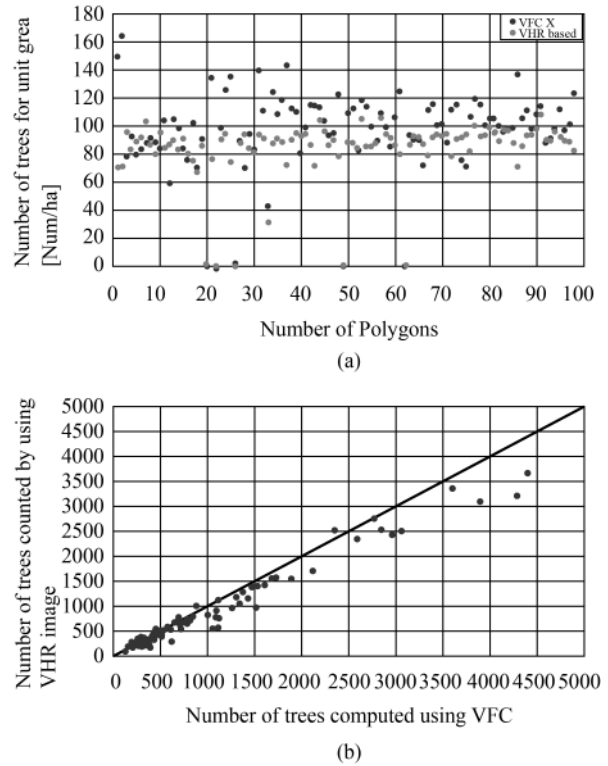 180
160
140
120
100
80
60
40
20
0
VFC X
VHR based
Number of trees for unit grea
[Num/ha]
0 10 20 30 40 50 60 70 80 90 100
Number of Polygons
(a)
5000
4500
4000
3500
3000
2500
2000
1500
1000
500
0
Number of trees counted by using
VHR image
0 500 1000 1500 2000 2500 3000 3500 4000 4500 5000
Number of trees computed using VFC
(b)